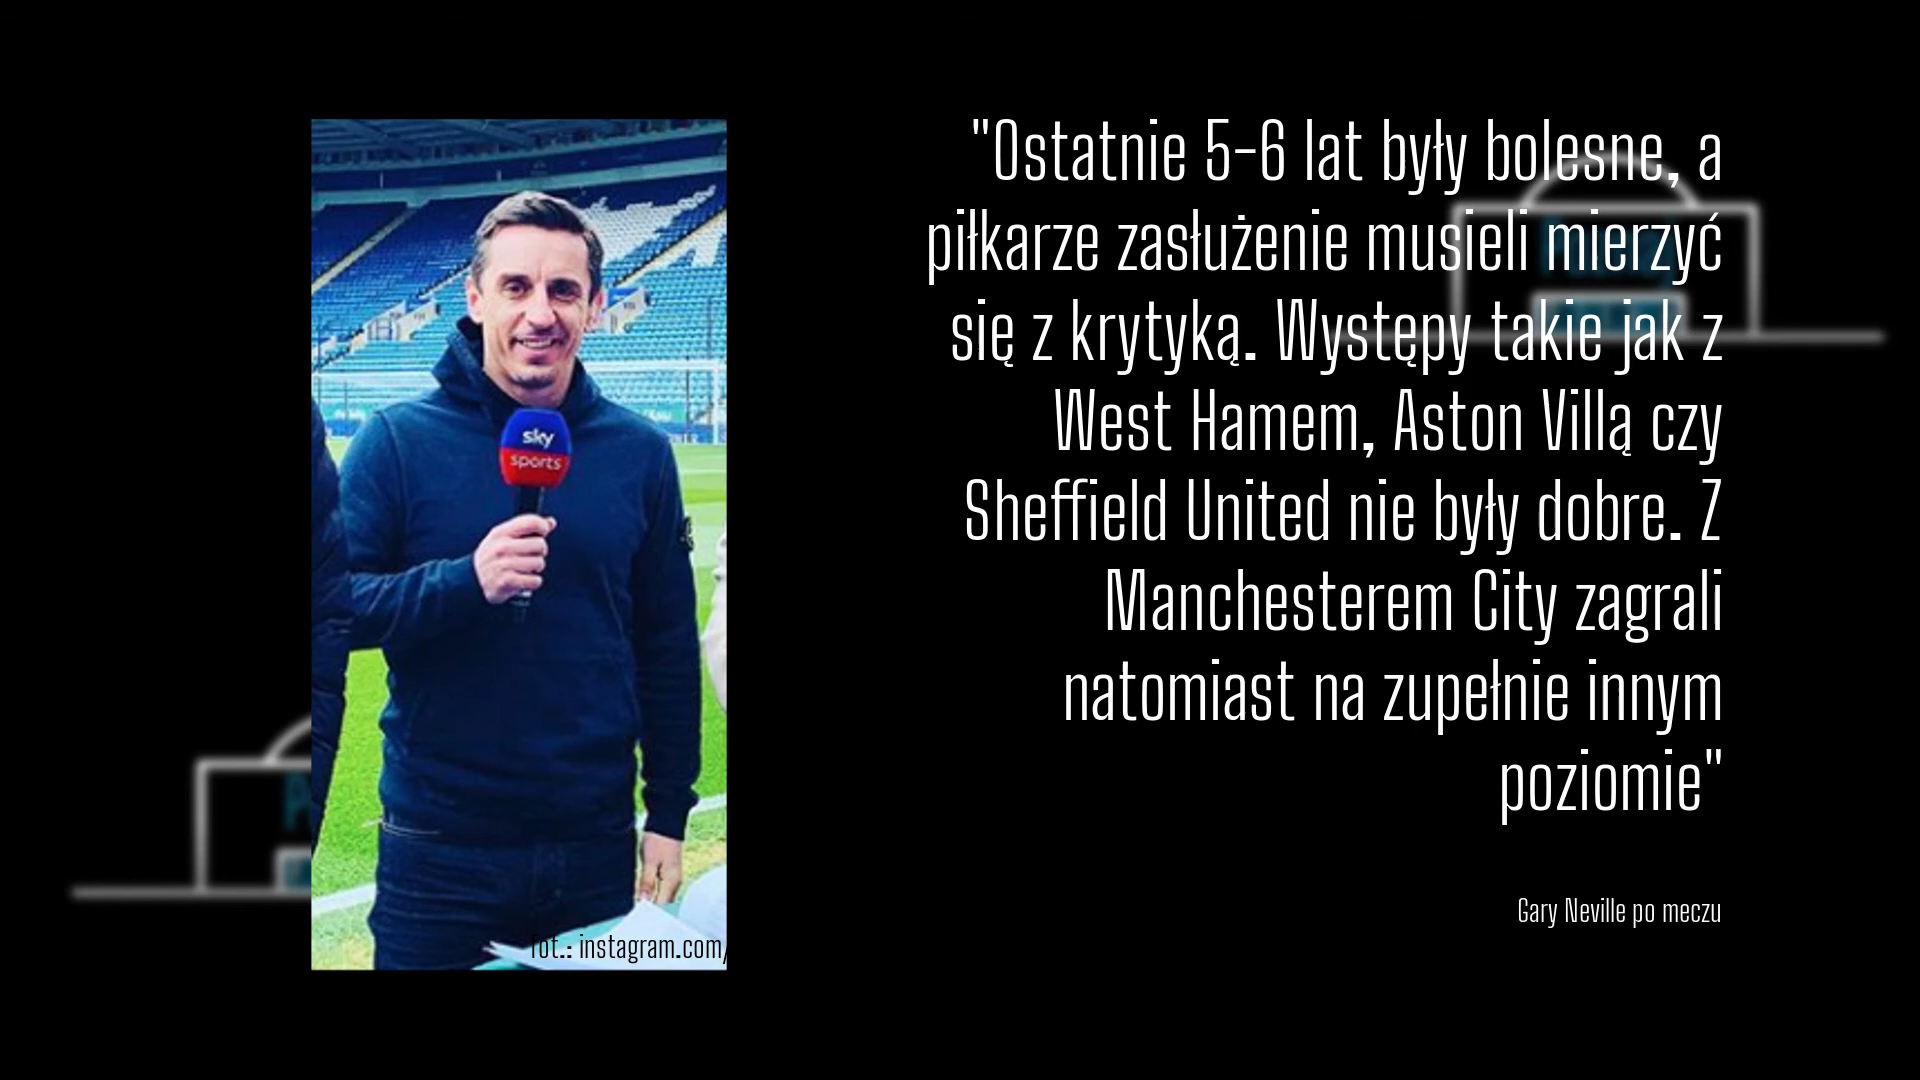 "Ostatnie 5-6 lat były bolesne, a
piłkarze zasłużenie musieli mierzyć
się z krytyką. Występy takie jak z
West Hamem, Aston Villą czy
Sheffield United nie były dobre. Z
Manchesterem City zagrali
natomiast na zupełnie innym
poziomie"
Gary Neville po meczu
sky
sports
fot.: instagram.com/